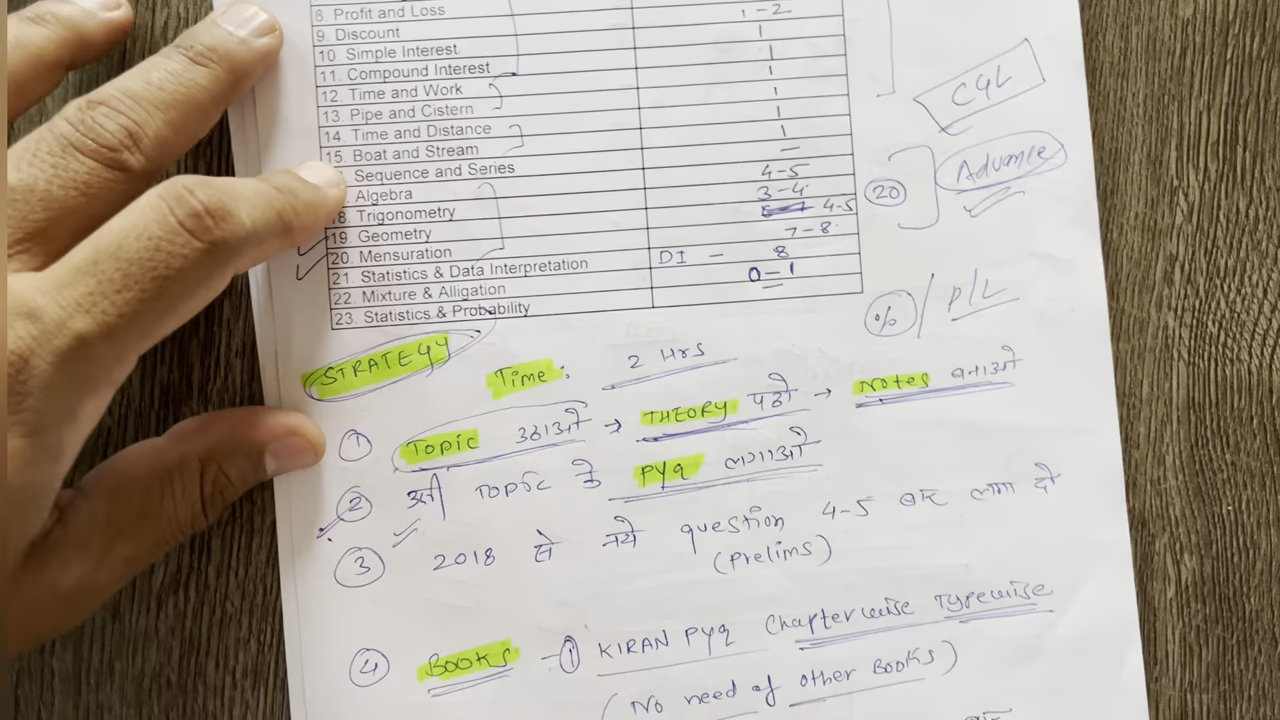 8. Profit and Loss 1-2
9. Discount 1
10. Simple Interest 1
11. Compound Interest 1
12. Time and Work 1
13. Pipe and Cistern 1
14. Time and Distance 1
15. Boat and Stream —
Sequence and Series 4-5
Algebra 3-4
18. Trigonometry 4-5
19. Geometry 7-8
20. Mensuration DI - 8
21. Statistics & Data Interpretation 0-1
22. Mixture & Alligation
23. Statistics & Probability
CGL
20 Advance
% / P/L
STRATEGY Time: 2 Hrs
① Topic उठाओ → THEORY पढ़ो → Notes बनाओ
② उसी TOPIC के PYQ लगाओ
③ 2018 से नये question 4-5 बार लगा दो
(Prelims)
④ BOOKS - ① KIRAN PYQ Chapterwise Typewise
(No need of other BOOKS)